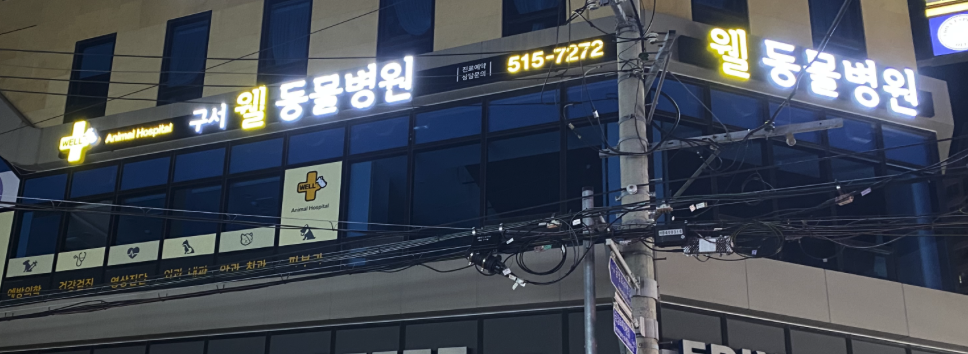 WELL Animal Hospital 구서 웰 동물병원 진료예약 상담문의 515-7272
웰 동물병원
WELL
Animal Hospital
예방의학 건강검진 영상진단 외과·내과 안과·치과 피부과